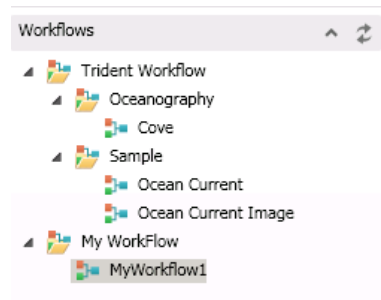 Workflows
Trident Workflow
Oceanography
Cove
Sample
Ocean Current
Ocean Current Image
My WorkFlow
MyWorkflow1